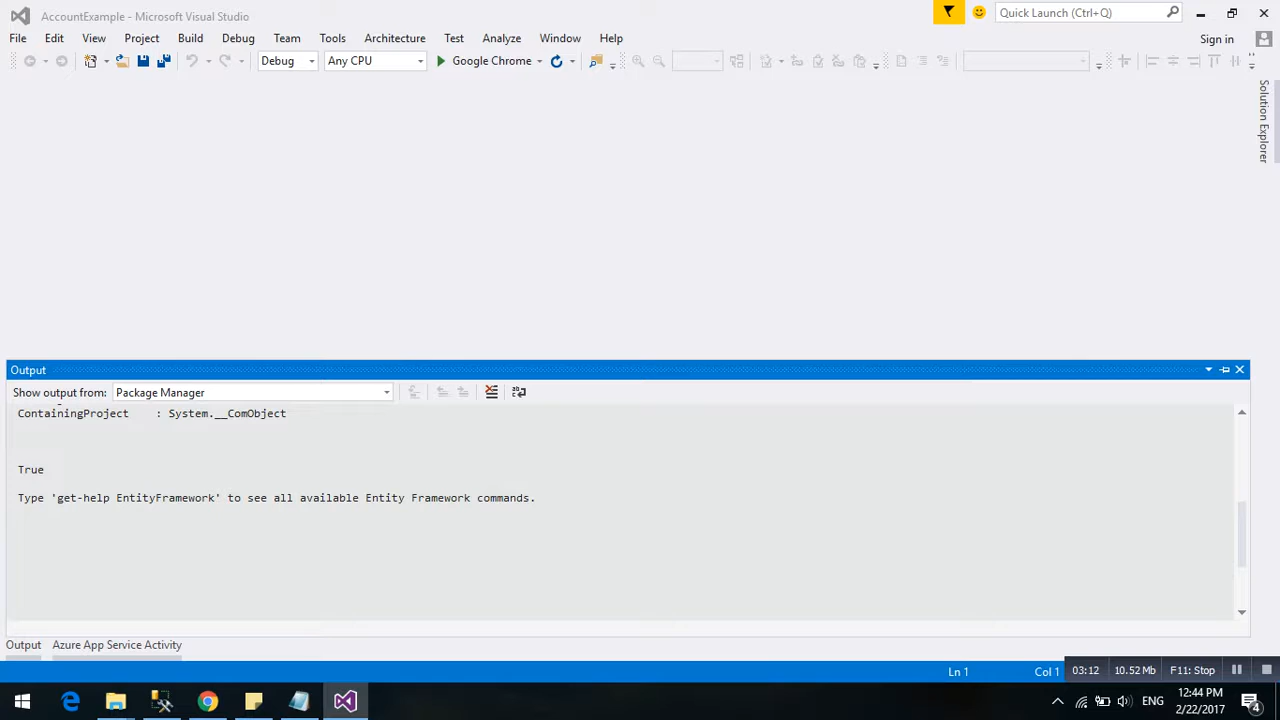 AccountExample - Microsoft Visual Studio
Quick Launch (Ctrl+Q)
File Edit View Project Build Debug Team Tools Architecture Test Analyze Window Help
Sign in
Debug Any CPU Google Chrome
Solution Explorer
Output
Show output from: Package Manager
ContainingProject : System.__ComObject
True
Type 'get-help EntityFramework' to see all available Entity Framework commands.
Output Azure App Service Activity
Ln 1 Col 1 03:12 10.52 Mb F11: Stop
ENG
12:44 PM
2/22/2017
4